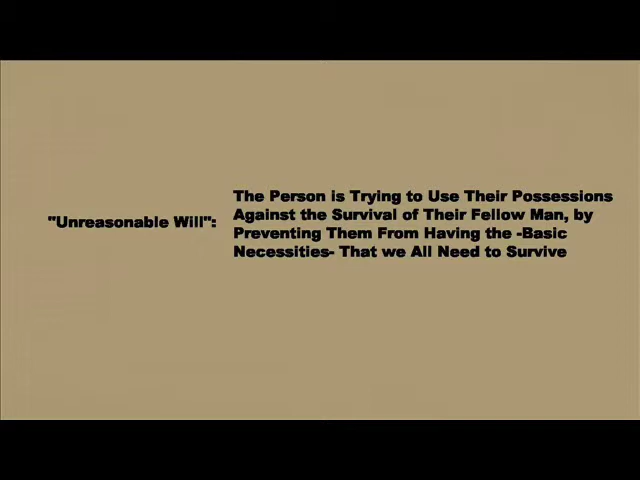 "Unreasonable Will":
The Person is Trying to Use Their Possessions
Against the Survival of Their Fellow Man, by
Preventing Them From Having the -Basic
Necessities- That we All Need to Survive